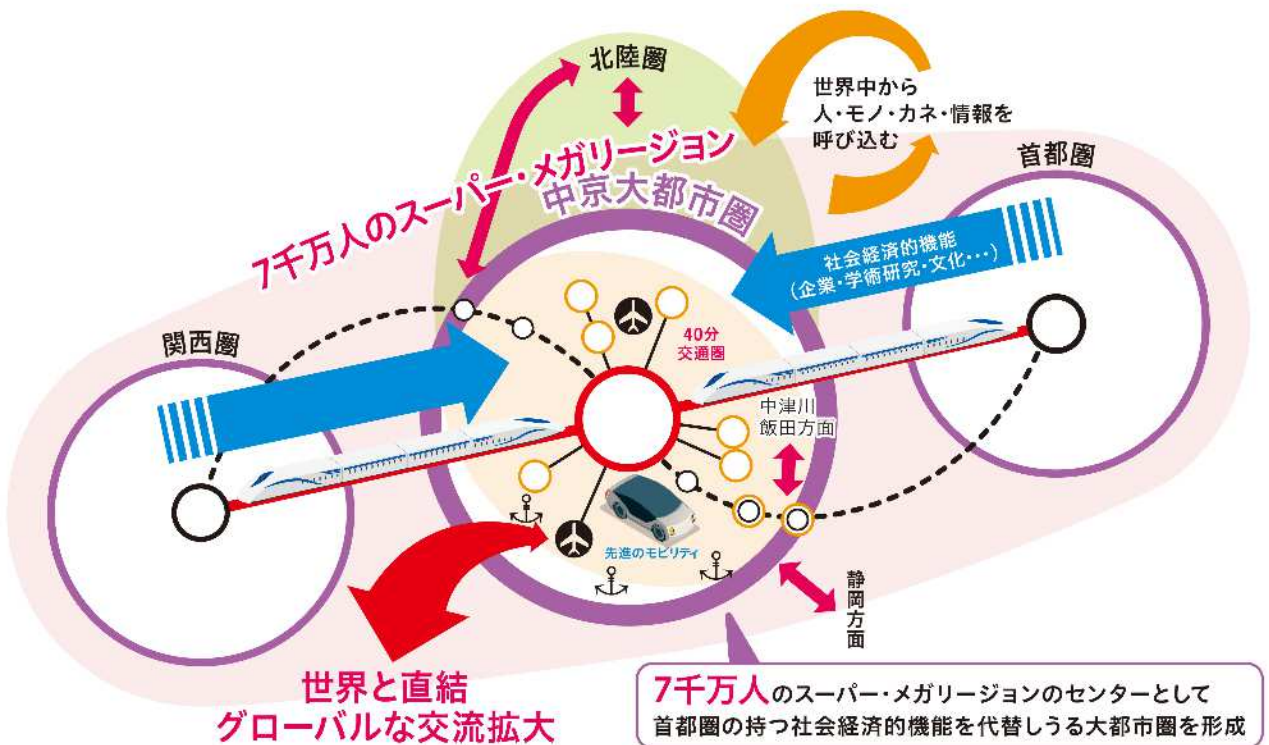 北陸圏
世界中から
人・モノ・カネ・情報を
呼び込む
首都圏
7千万人のスーパー・メガリージョン
中京大都市圏
社会経済的機能
(企業・学術研究・文化・・・)
関西圏
40分
交通圏
中津川
飯田方面
先進のモビリティ
静岡方面
世界と直結
グローバルな交流拡大
7千万人のスーパー・メガリージョンのセンターとして
首都圏の持つ社会経済的機能を代替しうる大都市圏を形成